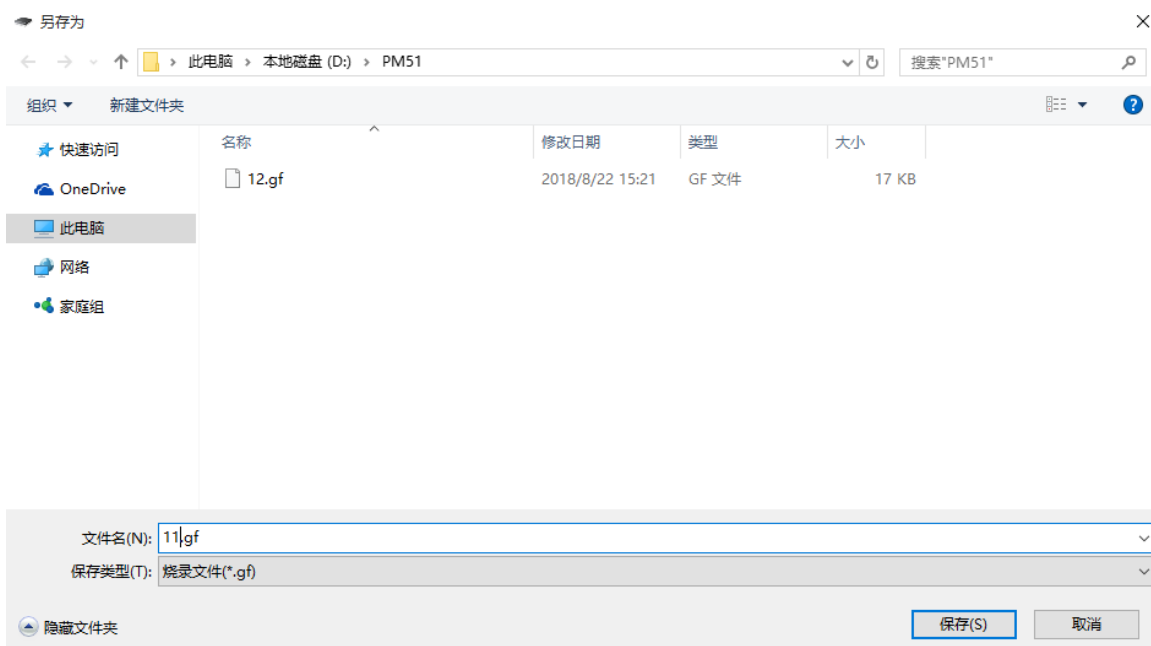 另存为
此电脑 › 本地磁盘 (D:) › PM51
搜索"PM51"
组织 新建文件夹
名称 修改日期 类型 大小
快速访问
12.gf 2018/8/22 15:21 GF 文件 17 KB
OneDrive
此电脑
网络
家庭组
文件名(N): 11.gf
保存类型(T): 烧录文件(*.gf)
隐藏文件夹
保存(S) 取消